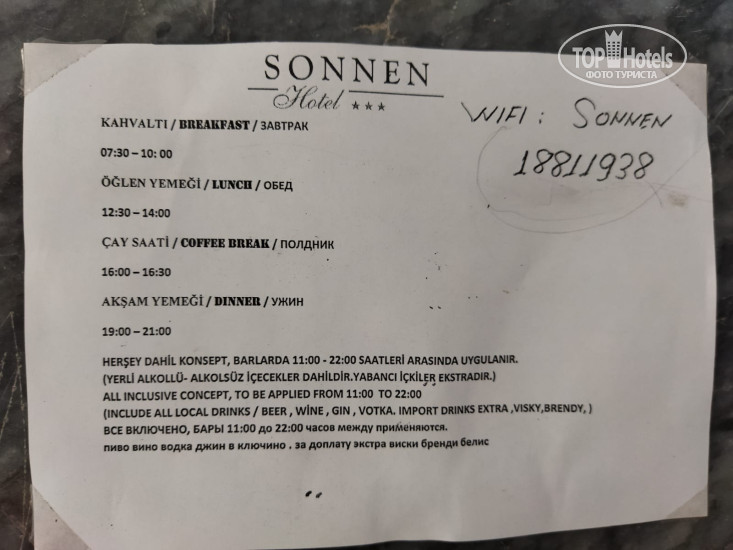 TOP Hotels
ФОТО ТУРИСТА
SONNEN
Hotel ★★★
WIFI : SONNEN
18811938
KAHVALTI / BREAKFAST / ЗАВТРАК
07:30 – 10: 00
ÖĞLEN YEMEĞİ / LUNCH / ОБЕД
12:30 – 14:00
ÇAY SAATİ / COFFEE BREAK / ПОЛДНИК
16:00 – 16:30
AKŞAM YEMEĞİ / DINNER / УЖИН
19:00 – 21:00
HERŞEY DAHİL KONSEPT, BARLARDA 11:00 - 22:00 SAATLERİ ARASINDA UYGULANIR.
(YERLİ ALKOLLÜ- ALKOLSÜZ İÇECEKLER DAHİLDİR.YABANCI İÇKİLER EKSTRADIR.)
ALL INCLUSIVE CONCEPT, TO BE APPLIED FROM 11:00 TO 22:00
(INCLUDE ALL LOCAL DRINKS / BEER , WİNE , GIN , VOTKA. IMPORT DRINKS EXTRA ,VISKY,BRENDY, )
ВСЕ ВКЛЮЧЕНО, БАРЫ 11:00 до 22:00 часов между применяются.
пиво вино водка джин в ключино . за доплату экстра виски бренди белис